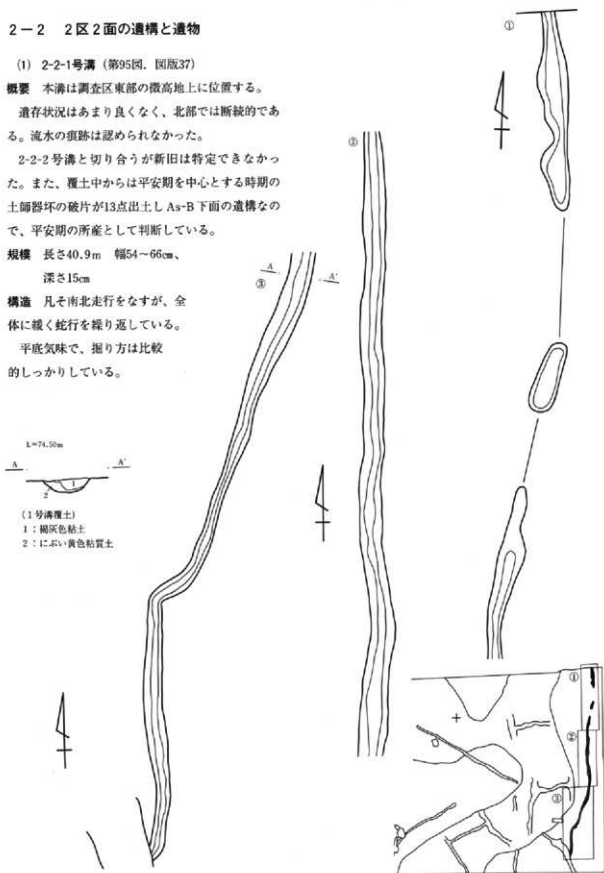 2－2　2区2面の遺構と遺物
(1) 2-2-1号溝（第95図．図版37）
概要　本溝は調査区東部の微高地上に位置する。
遺存状況はあまり良くなく、北部では断続的であ
る。流水の痕跡は認められなかった。
2-2-2号溝と切り合うが新旧は特定できなかっ
た。また、覆土中からは平安期を中心とする時期の
土師器坏の破片が13点出土しAs-B下面の遺構なの
で、平安期の所産として判断している。
規模　長さ40.9m　幅54～66cm、
深さ15cm
構造　凡そ南北走行をなすが、全
体に緩く蛇行を繰り返している。
平底気味で、掘り方は比較
的しっかりしている。
A A'
③
L=74.50m
A A'
1
2
(1号溝覆土)
1：褐灰色粘土
2：にぶい黄色粘質土
②
①
①
②
③